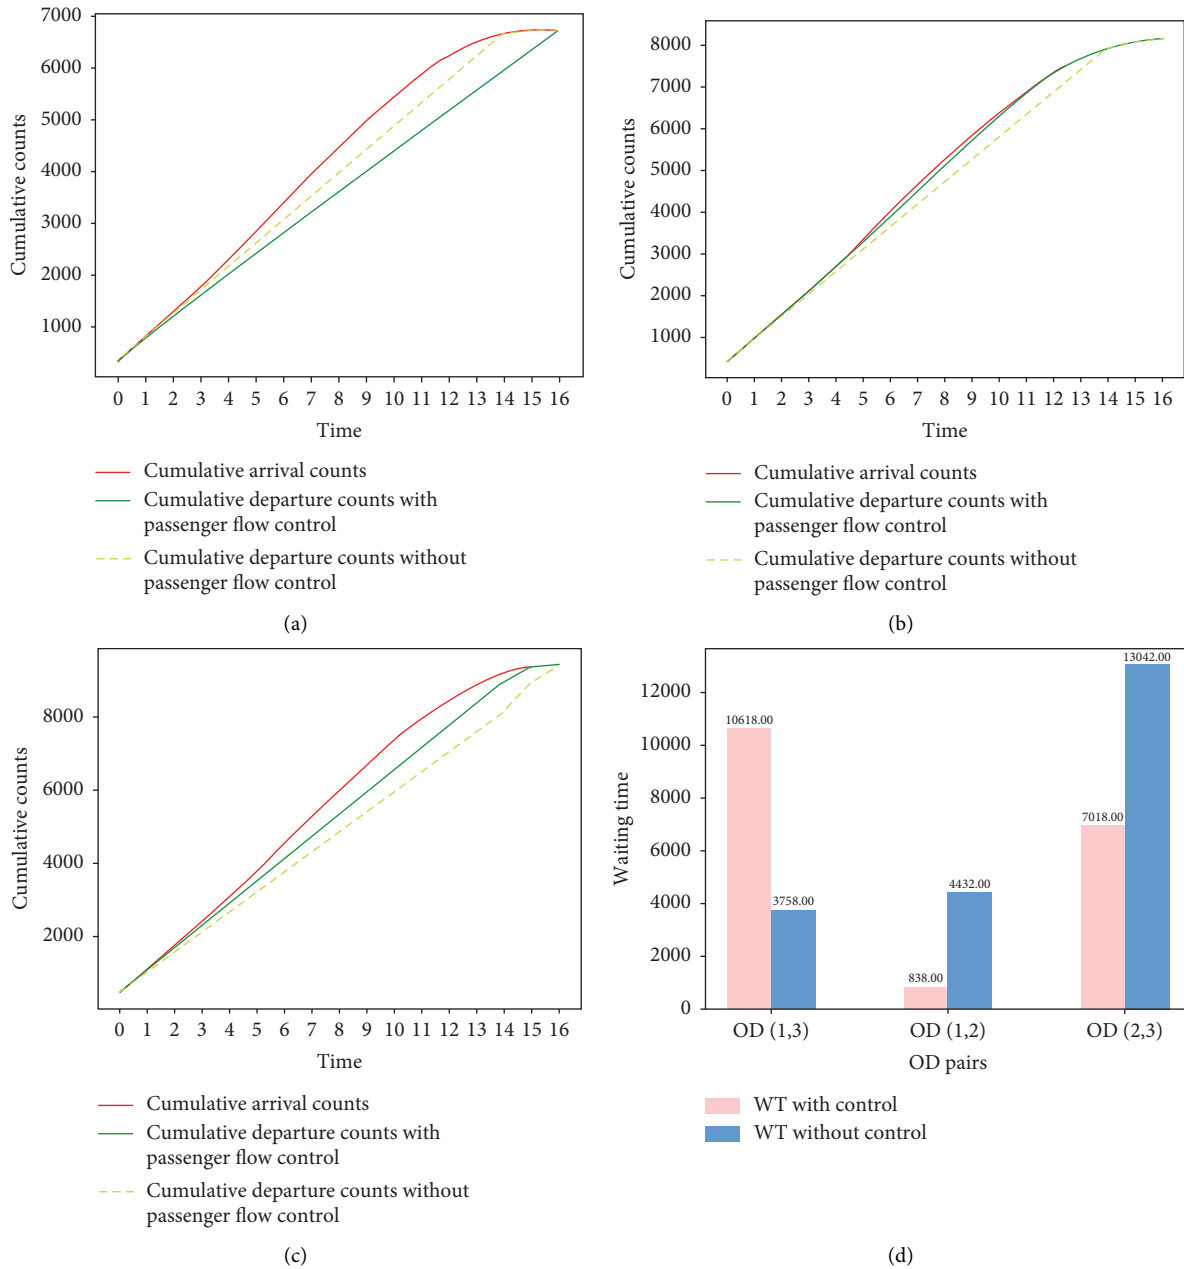 7000
6000
5000
4000
3000
2000
1000
Cumulative counts
0 1 2 3 4 5 6 7 8 9 10 11 12 13 14 15 16
Time
Cumulative arrival counts
Cumulative departure counts with
passenger flow control
Cumulative departure counts without
passenger flow control
(a)
8000
7000
6000
5000
4000
3000
2000
1000
Cumulative counts
0 1 2 3 4 5 6 7 8 9 10 11 12 13 14 15 16
Time
Cumulative arrival counts
Cumulative departure counts with
passenger flow control
Cumulative departure counts without
passenger flow control
(b)
8000
6000
4000
2000
Cumulative counts
0 1 2 3 4 5 6 7 8 9 10 11 12 13 14 15 16
Time
Cumulative arrival counts
Cumulative departure counts with
passenger flow control
Cumulative departure counts without
passenger flow control
(c)
12000
10000
8000
6000
4000
2000
0
Waiting time
10618.00
3758.00
838.00
4432.00
7018.00
13042.00
OD (1,3) OD (1,2) OD (2,3)
OD pairs
WT with control
WT without control
(d)